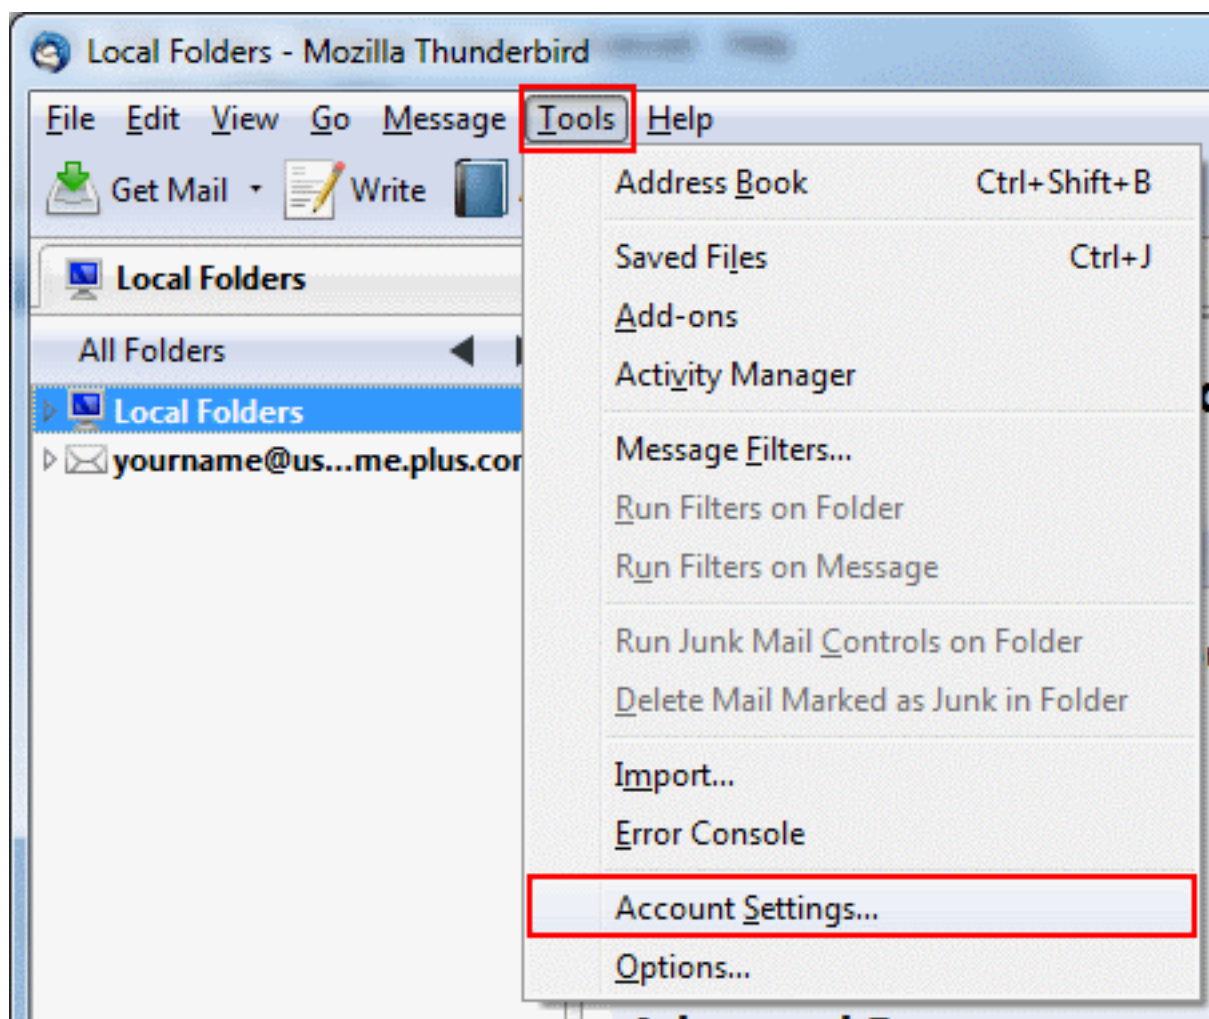 Local Folders - Mozilla Thunderbird
File Edit View Go Message Tools Help
Get Mail Write
Local Folders
All Folders
Local Folders
yourname@us...me.plus.cor
Address Book Ctrl+Shift+B
Saved Files Ctrl+J
Add-ons
Activity Manager
Message Filters...
Run Filters on Folder
Run Filters on Message
Run Junk Mail Controls on Folder
Delete Mail Marked as Junk in Folder
Import...
Error Console
Account Settings...
Options...